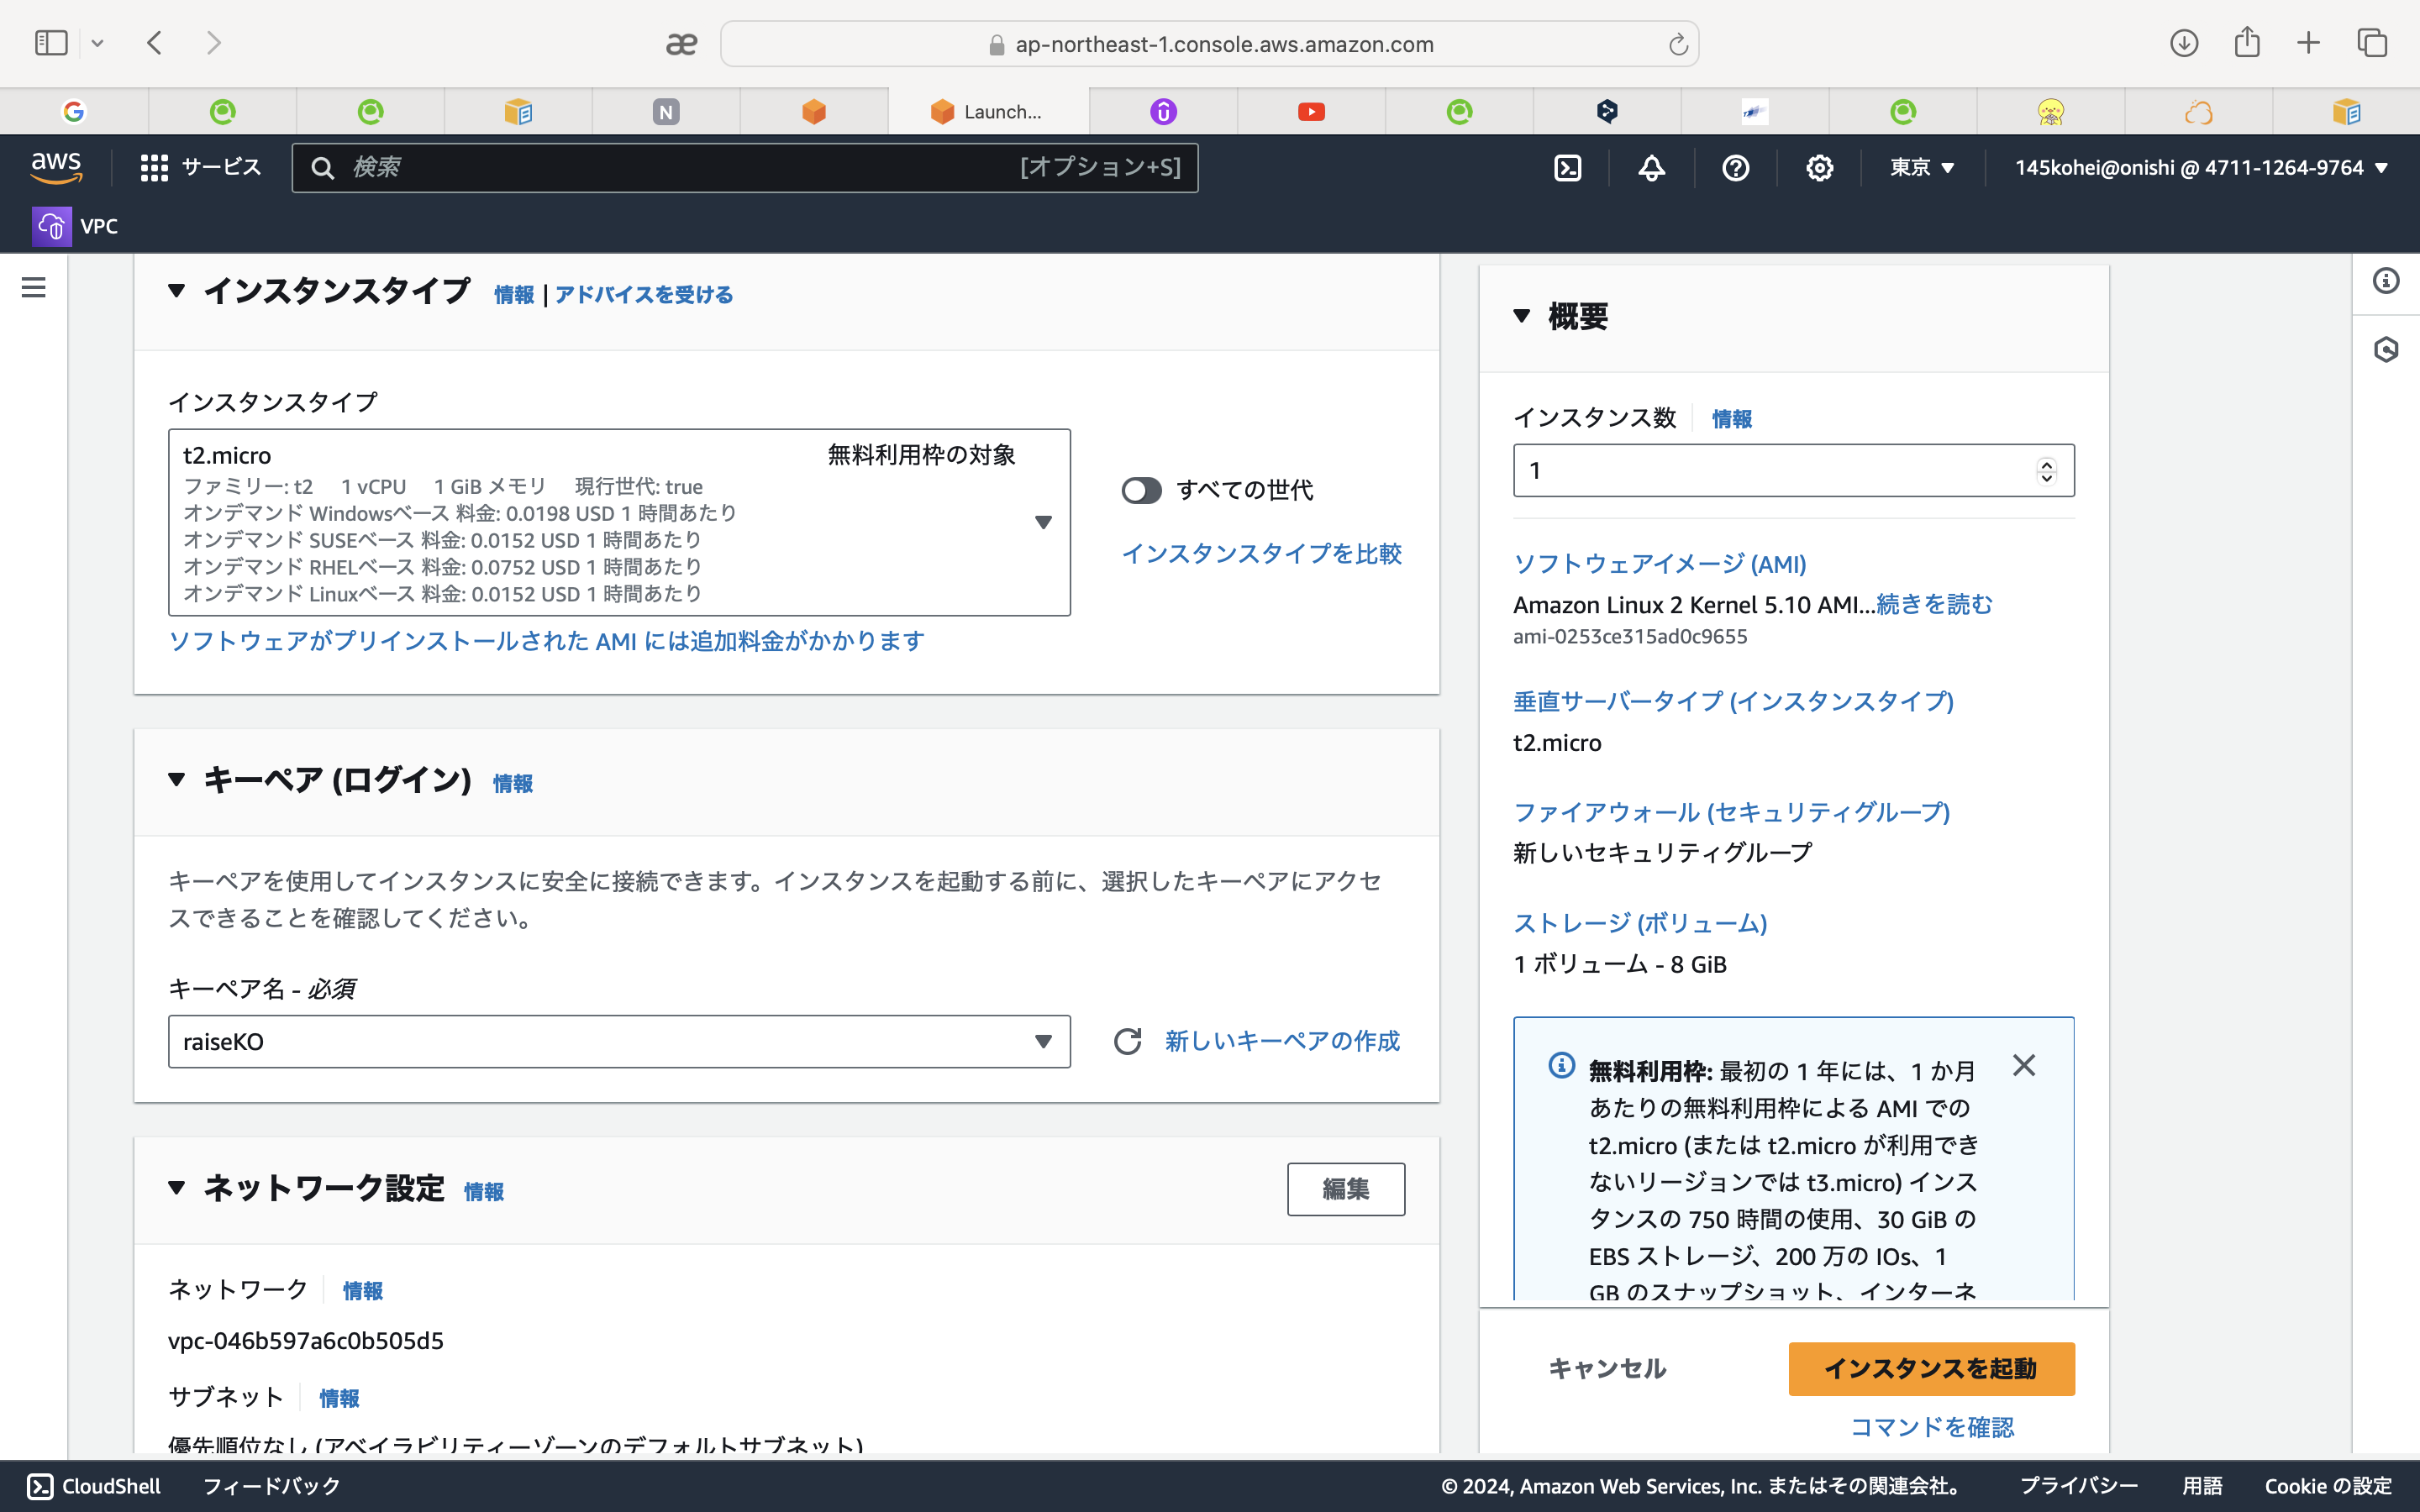 ap-northeast-1.console.aws.amazon.com
N
Launch...
aws
サービス
検索
[オプション+S]
東京
145kohei@onishi @ 4711-1264-9764
VPC
インスタンスタイプ 情報 | アドバイスを受ける
インスタンスタイプ
t2.micro 無料利用枠の対象
ファミリー: t2 1 vCPU 1 GiB メモリ 現行世代: true
オンデマンド Windowsベース 料金: 0.0198 USD 1 時間あたり
オンデマンド SUSEベース 料金: 0.0152 USD 1 時間あたり
オンデマンド RHELベース 料金: 0.0752 USD 1 時間あたり
オンデマンド Linuxベース 料金: 0.0152 USD 1 時間あたり
すべての世代
インスタンスタイプを比較
ソフトウェアがプリインストールされた AMI には追加料金がかかります
キーペア (ログイン) 情報
キーペアを使用してインスタンスに安全に接続できます。インスタンスを起動する前に、選択したキーペアにアクセ
スできることを確認してください。
キーペア名 - 必須
raiseKO
新しいキーペアの作成
ネットワーク設定 情報
編集
ネットワーク 情報
vpc-046b597a6c0b505d5
サブネット 情報
優先順位なし (アベイラビリティーゾーンのデフォルトサブネット)
概要
インスタンス数 情報
1
ソフトウェアイメージ (AMI)
Amazon Linux 2 Kernel 5.10 AMI...続きを読む
ami-0253ce315ad0c9655
垂直サーバータイプ (インスタンスタイプ)
t2.micro
ファイアウォール (セキュリティグループ)
新しいセキュリティグループ
ストレージ (ボリューム)
1 ボリューム - 8 GiB
無料利用枠: 最初の 1 年には、1 か月
あたりの無料利用枠による AMI での
t2.micro (または t2.micro が利用でき
ないリージョンでは t3.micro) インス
タンスの 750 時間の使用、30 GiB の
EBS ストレージ、200 万の IOs、1
GB のスナップショット、インターネ
キャンセル
インスタンスを起動
コマンドを確認
CloudShell
フィードバック
© 2024, Amazon Web Services, Inc. またはその関連会社。
プライバシー
用語
Cookie の設定